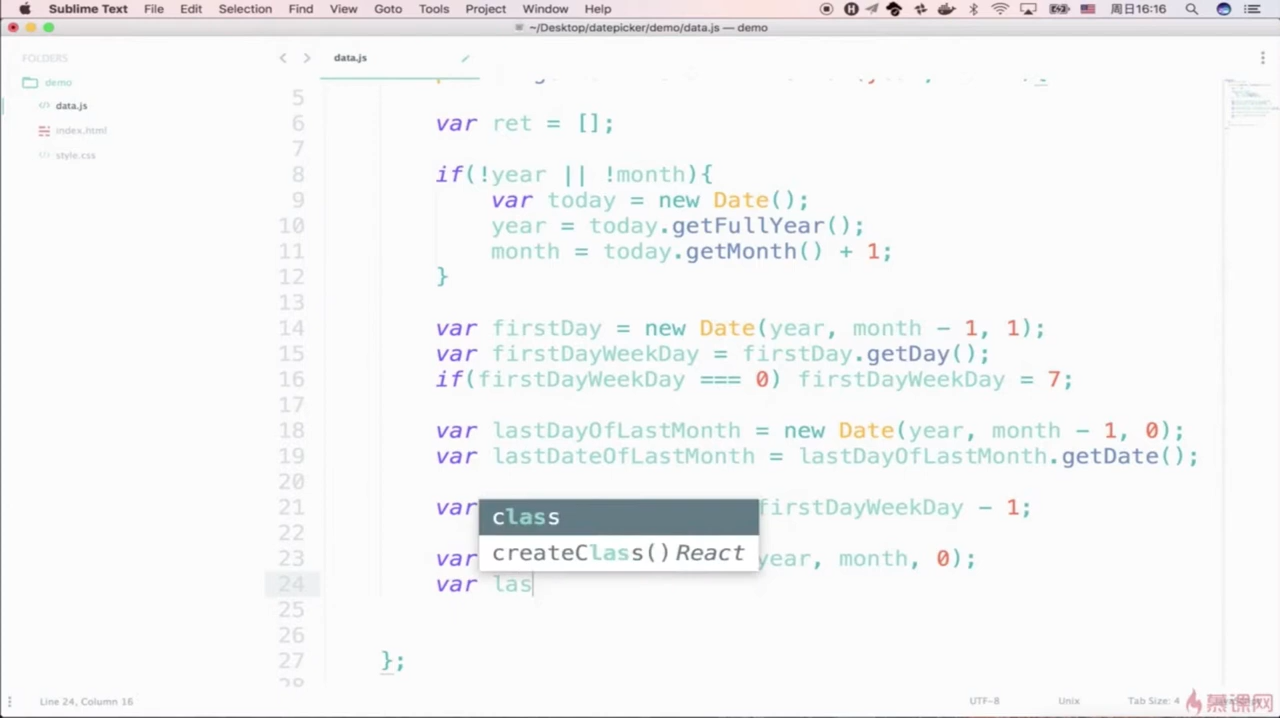 Sublime Text File Edit Selection Find View Goto Tools Project Window Help 周日16:16
~/Desktop/datepicker/demo/data.js — demo
FOLDERS
demo
data.js
index.html
style.css
data.js
5
6 var ret = [];
7
8 if(!year || !month){
9 var today = new Date();
10 year = today.getFullYear();
11 month = today.getMonth() + 1;
12 }
13
14 var firstDay = new Date(year, month - 1, 1);
15 var firstDayWeekDay = firstDay.getDay();
16 if(firstDayWeekDay === 0) firstDayWeekDay = 7;
17
18 var lastDayOfLastMonth = new Date(year, month - 1, 0);
19 var lastDateOfLastMonth = lastDayOfLastMonth.getDate();
20
21 var firstDayWeekDay - 1;
class
22
createClass() React
23 var year, month, 0);
24 var las
25
26
27 };
28
Line 24, Column 16 UTF-8 Unix Tab Size: 4
慕课网